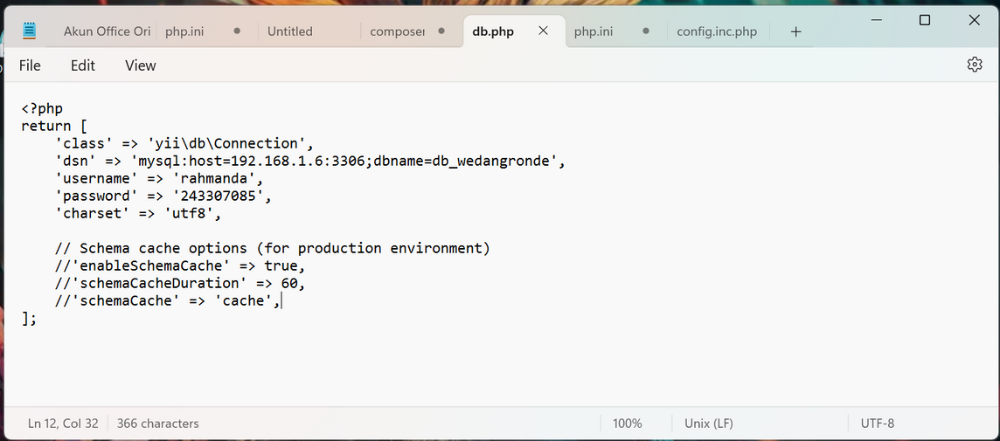 Akun Office Ori
php.ini
Untitled
composer
db.php
php.ini
config.inc.php
File Edit View
<?php
return [
    'class' => 'yii\db\Connection',
    'dsn' => 'mysql:host=192.168.1.6:3306;dbname=db_wedangronde',
    'username' => 'rahmanda',
    'password' => '243307085',
    'charset' => 'utf8',

    // Schema cache options (for production environment)
    //'enableSchemaCache' => true,
    //'schemaCacheDuration' => 60,
    //'schemaCache' => 'cache',
];
Ln 12, Col 32 366 characters 100% Unix (LF) UTF-8